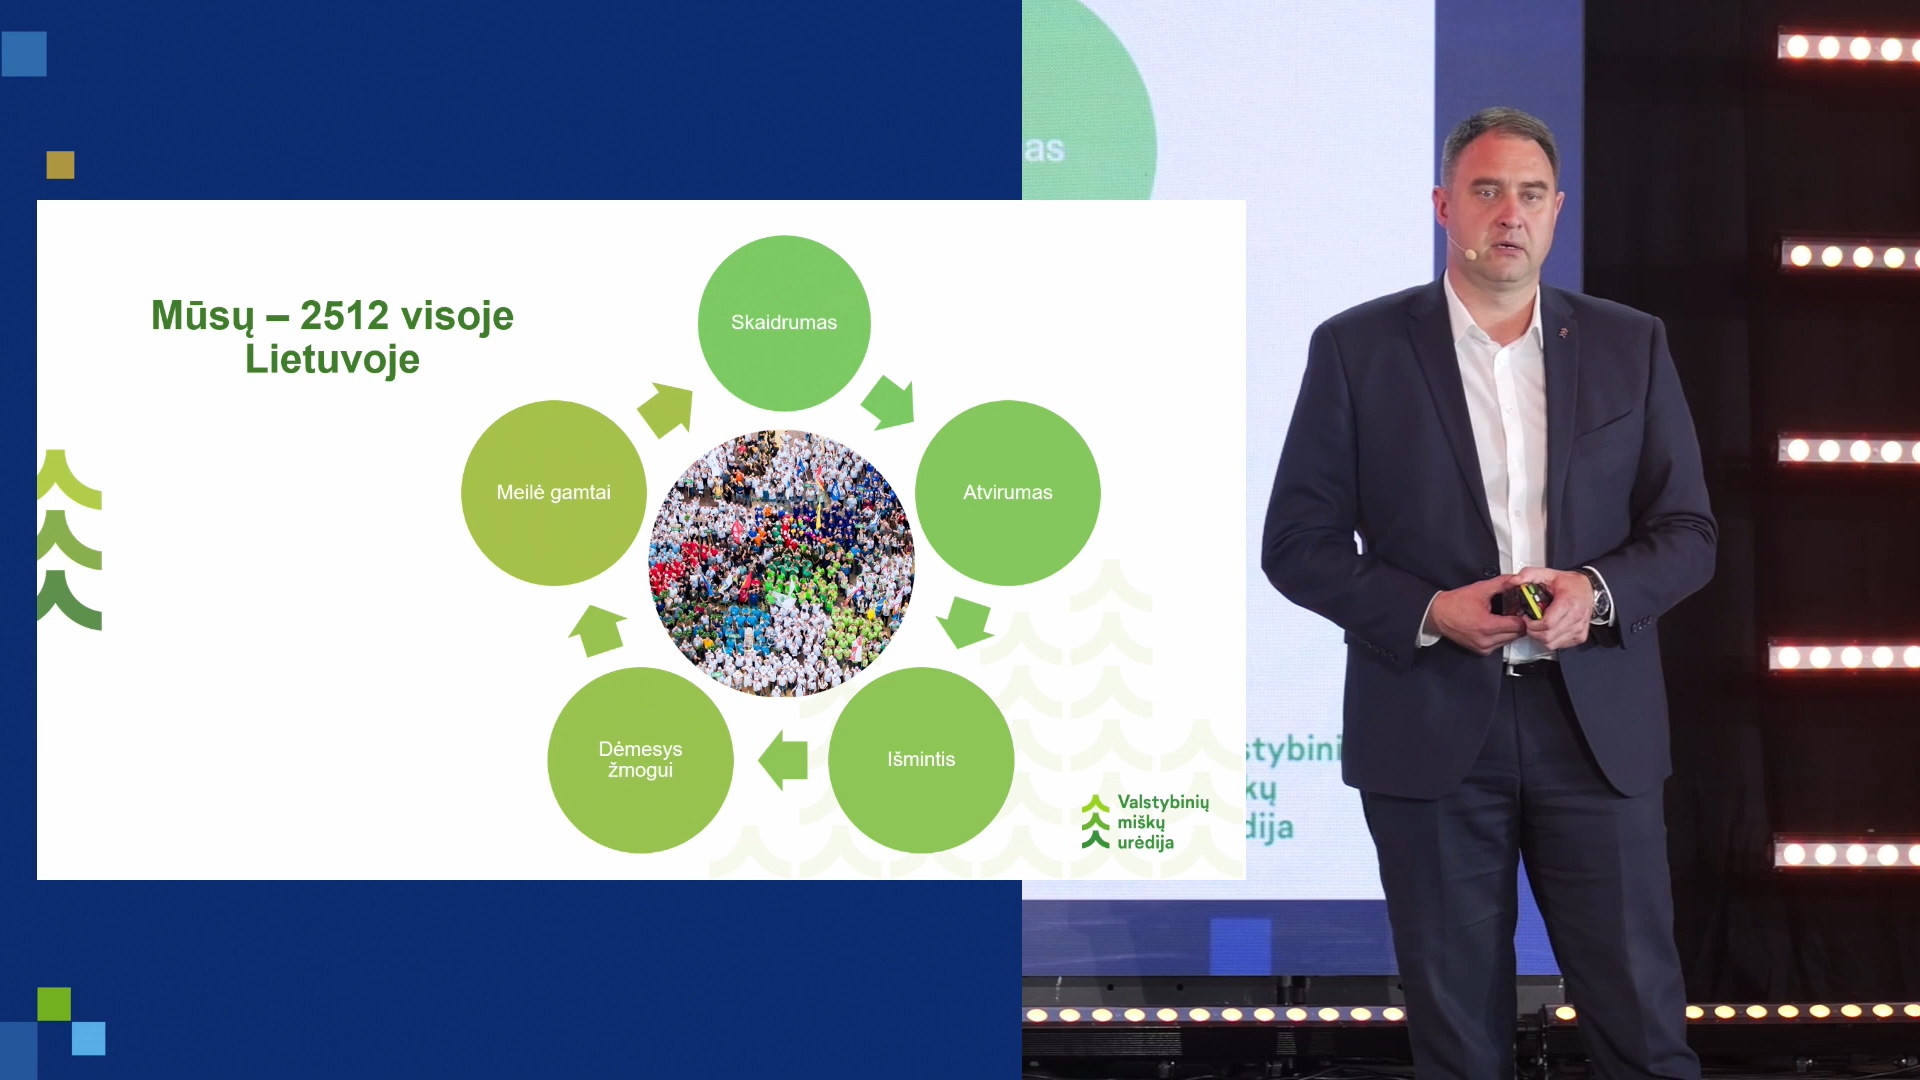 Mūsų – 2512 visoje
Lietuvoje
Skaidrumas
Atvirumas
Išmintis
Dėmesys
žmogui
Meilė gamtai
Valstybinių
miškų
urėdija
as
stybini
kų
dija